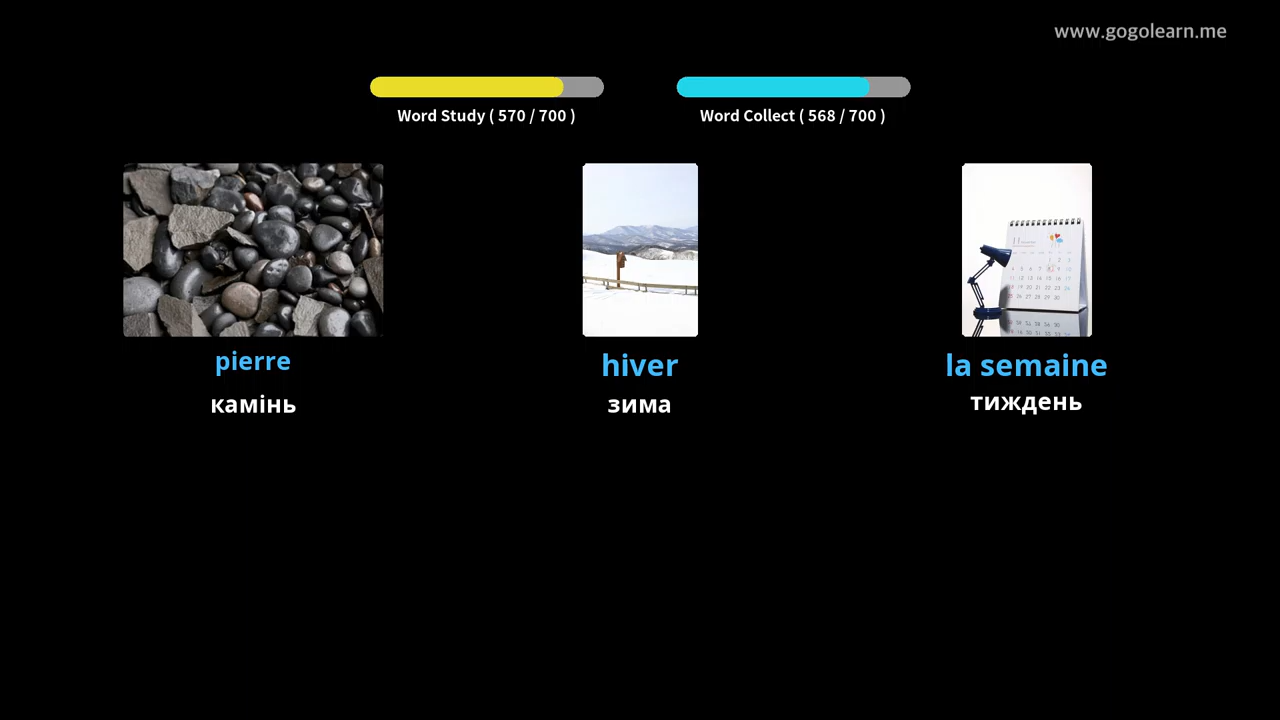 www.gogolearn.me
Word Study ( 570 / 700 )
Word Collect ( 568 / 700 )
pierre
hiver
la semaine
камінь
зима
тиждень